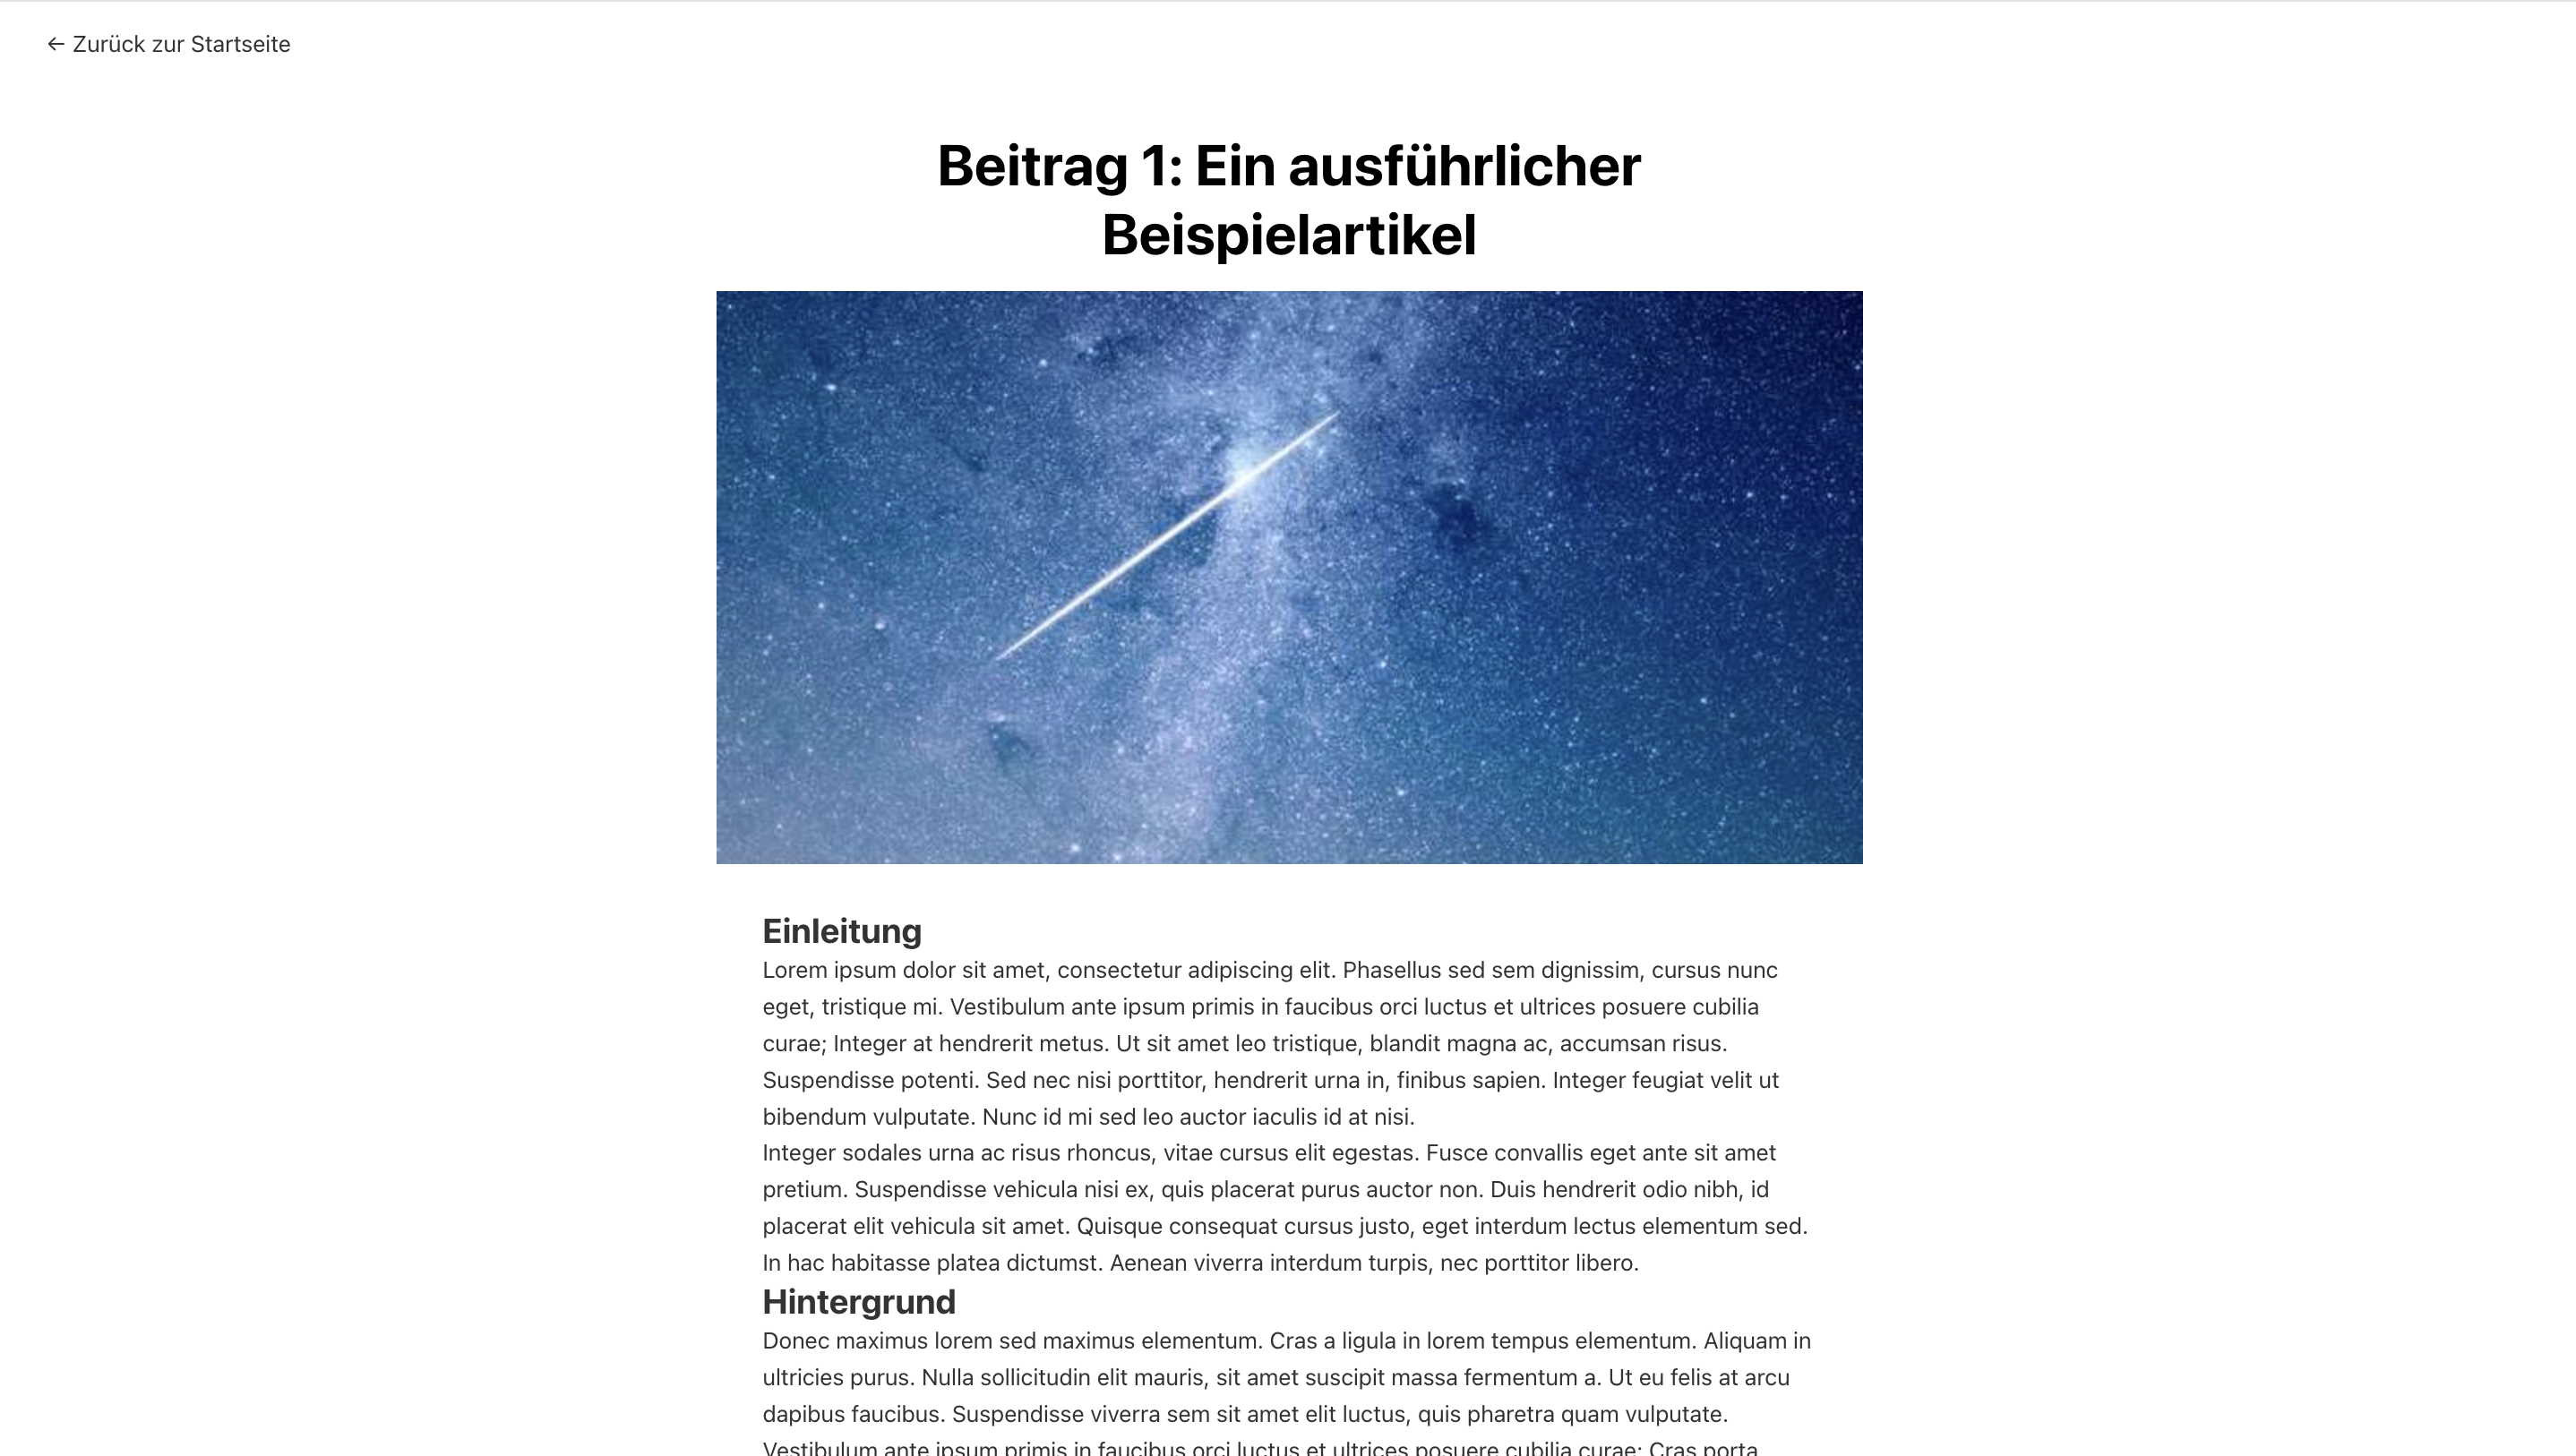 ← Zurück zur Startseite
Beitrag 1: Ein ausführlicher
Beispielartikel
Einleitung
Lorem ipsum dolor sit amet, consectetur adipiscing elit. Phasellus sed sem dignissim, cursus nunc
eget, tristique mi. Vestibulum ante ipsum primis in faucibus orci luctus et ultrices posuere cubilia
curae; Integer at hendrerit metus. Ut sit amet leo tristique, blandit magna ac, accumsan risus.
Suspendisse potenti. Sed nec nisi porttitor, hendrerit urna in, finibus sapien. Integer feugiat velit ut
bibendum vulputate. Nunc id mi sed leo auctor iaculis id at nisi.
Integer sodales urna ac risus rhoncus, vitae cursus elit egestas. Fusce convallis eget ante sit amet
pretium. Suspendisse vehicula nisi ex, quis placerat purus auctor non. Duis hendrerit odio nibh, id
placerat elit vehicula sit amet. Quisque consequat cursus justo, eget interdum lectus elementum sed.
In hac habitasse platea dictumst. Aenean viverra interdum turpis, nec porttitor libero.
Hintergrund
Donec maximus lorem sed maximus elementum. Cras a ligula in lorem tempus elementum. Aliquam in
ultricies purus. Nulla sollicitudin elit mauris, sit amet suscipit massa fermentum a. Ut eu felis at arcu
dapibus faucibus. Suspendisse viverra sem sit amet elit luctus, quis pharetra quam vulputate.
Vestibulum ante ipsum primis in faucibus orci luctus et ultrices posuere cubilia curae; Cras porta